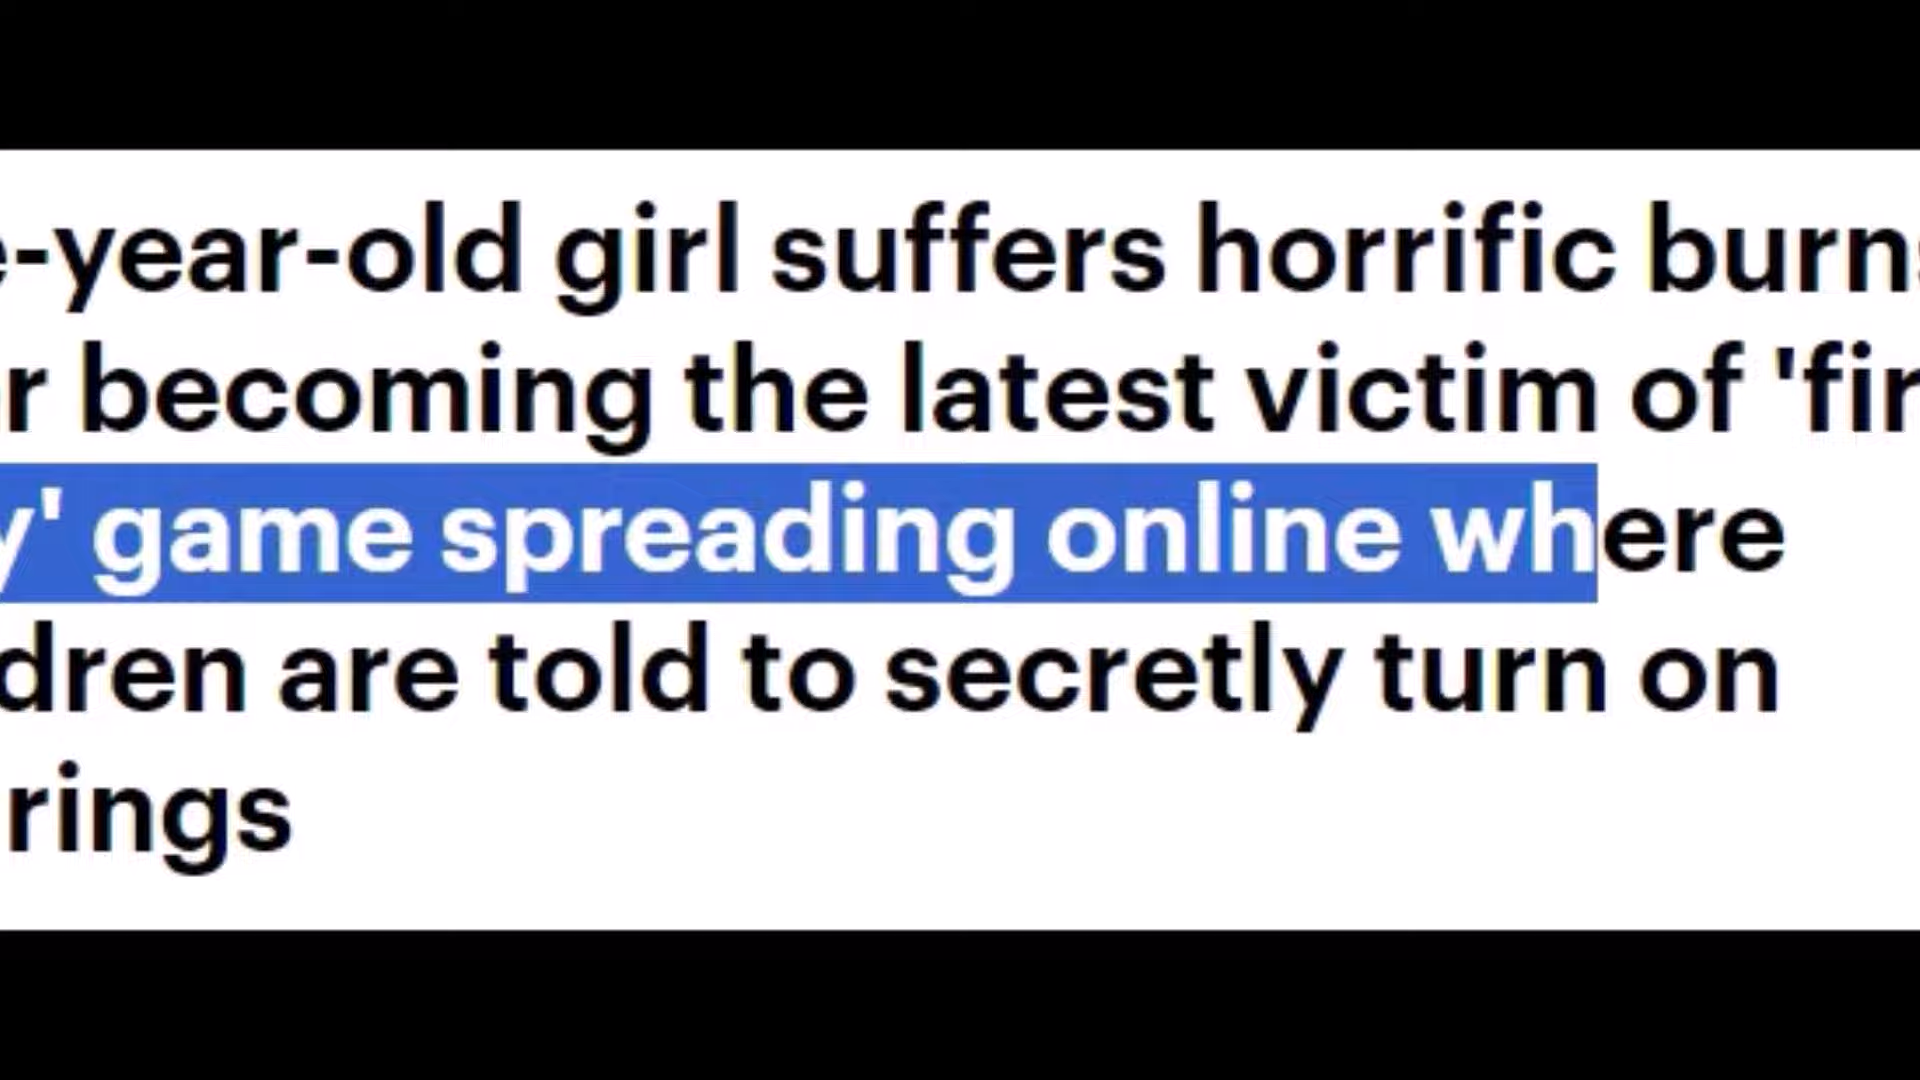 e-year-old girl suffers horrific burns
r becoming the latest victim of 'fir
y' game spreading online where
dren are told to secretly turn on
rings